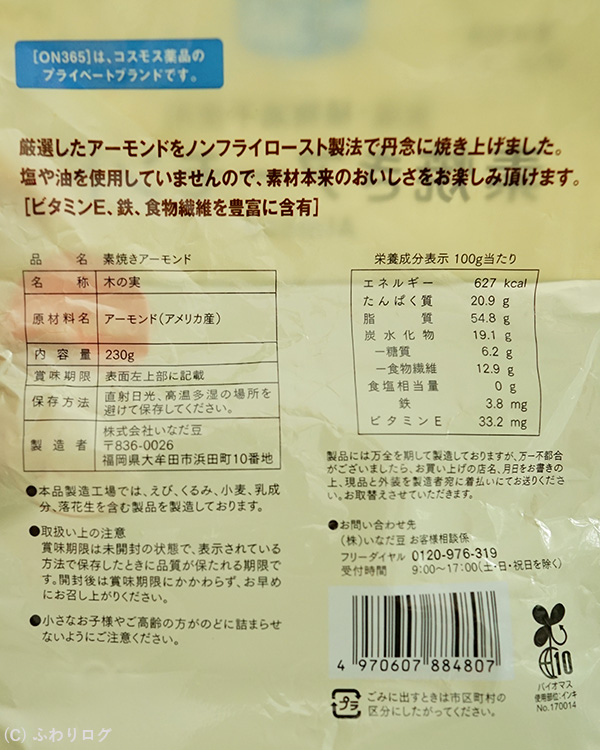 [ON365]は、コスモス薬品の
プライベートブランドです。
厳選したアーモンドをノンフライロースト製法で丹念に焼き上げました。
塩や油を使用していませんので、素材本来のおいしさをお楽しみ頂けます。
[ビタミンE、鉄、食物繊維を豊富に含有]
品名 素焼きアーモンド
名称 木の実
原材料名 アーモンド(アメリカ産)
内容量 230g
賞味期限 表面左上部に記載
保存方法 直射日光、高温多湿の場所を
避けて保存してください。
製造者 株式会社いなだ豆
〒836-0026
福岡県大牟田市浜田町10番地
●本品製造工場では、えび、くるみ、小麦、乳成
分、落花生を含む製品を製造しております。
●取扱い上の注意
賞味期限は未開封の状態で、表示されている
方法で保存したときに品質が保たれる期限で
す。開封後は賞味期限にかかわらず、お早め
にお召し上がりください。
●小さなお子様やご高齢の方がのどに詰まらせ
ないようにご注意ください。
栄養成分表示 100g当たり
エネルギー 627 kcal
たんぱく質 20.9 g
脂質 54.8 g
炭水化物 19.1 g
－糖質 6.2 g
－食物繊維 12.9 g
食塩相当量 0 g
鉄 3.8 mg
ビタミンE 33.2 mg
製品には万全を期して製造しておりますが、万一不都合
がございましたら、お買い上げの店名、月日をお書きの
上、現品と外装を製造者宛に着払いにてお送りくださ
い。お取替えさせていただきます。
●お問い合わせ先
(株)いなだ豆 お客様相談係
フリーダイヤル 0120-976-319
受付時間 9:00～17:00(土・日・祝日を除く)
4 970607 884807
プラ
ごみに出すときは市区町村の
区分にしたがってください。
10
バイオマス
使用部位:インキ
No.170014
(C) ふわりログ